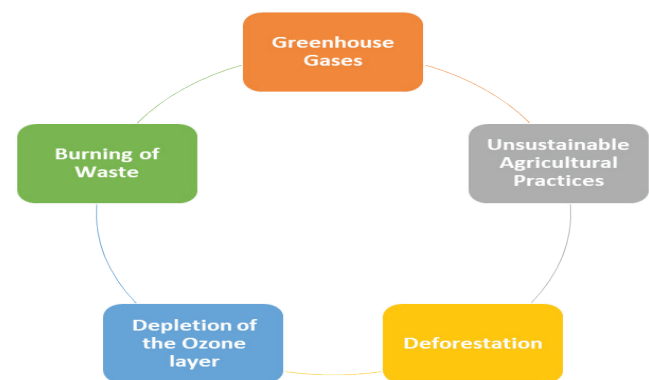 Greenhouse
Gases
Unsustainable
Agricultural
Practices
Deforestation
Depletion of
the Ozone
layer
Burning of
Waste